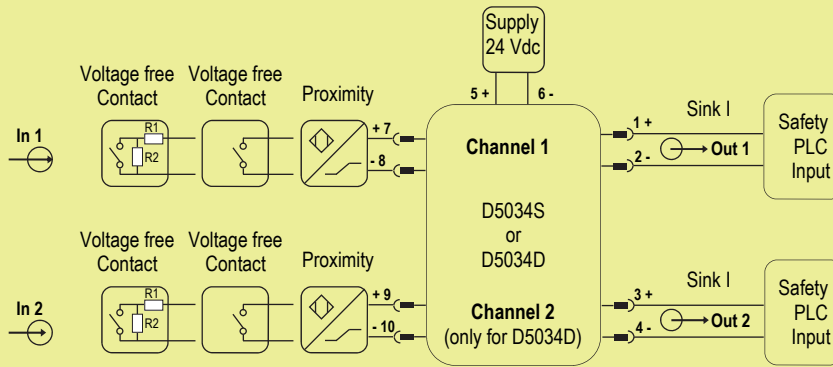 Supply
24 Vdc
5 +
6 -
Voltage free
Contact
Voltage free
Contact
Proximity
In 1
R1
R2
+ 7
- 8
Channel 1
1 +
2 -
Sink I
Out 1
Safety
PLC
Input
D5034S
or
D5034D
Voltage free
Contact
Voltage free
Contact
Proximity
In 2
R1
R2
+ 9
- 10
Channel 2
(only for D5034D)
3 +
4 -
Sink I
Out 2
Safety
PLC
Input